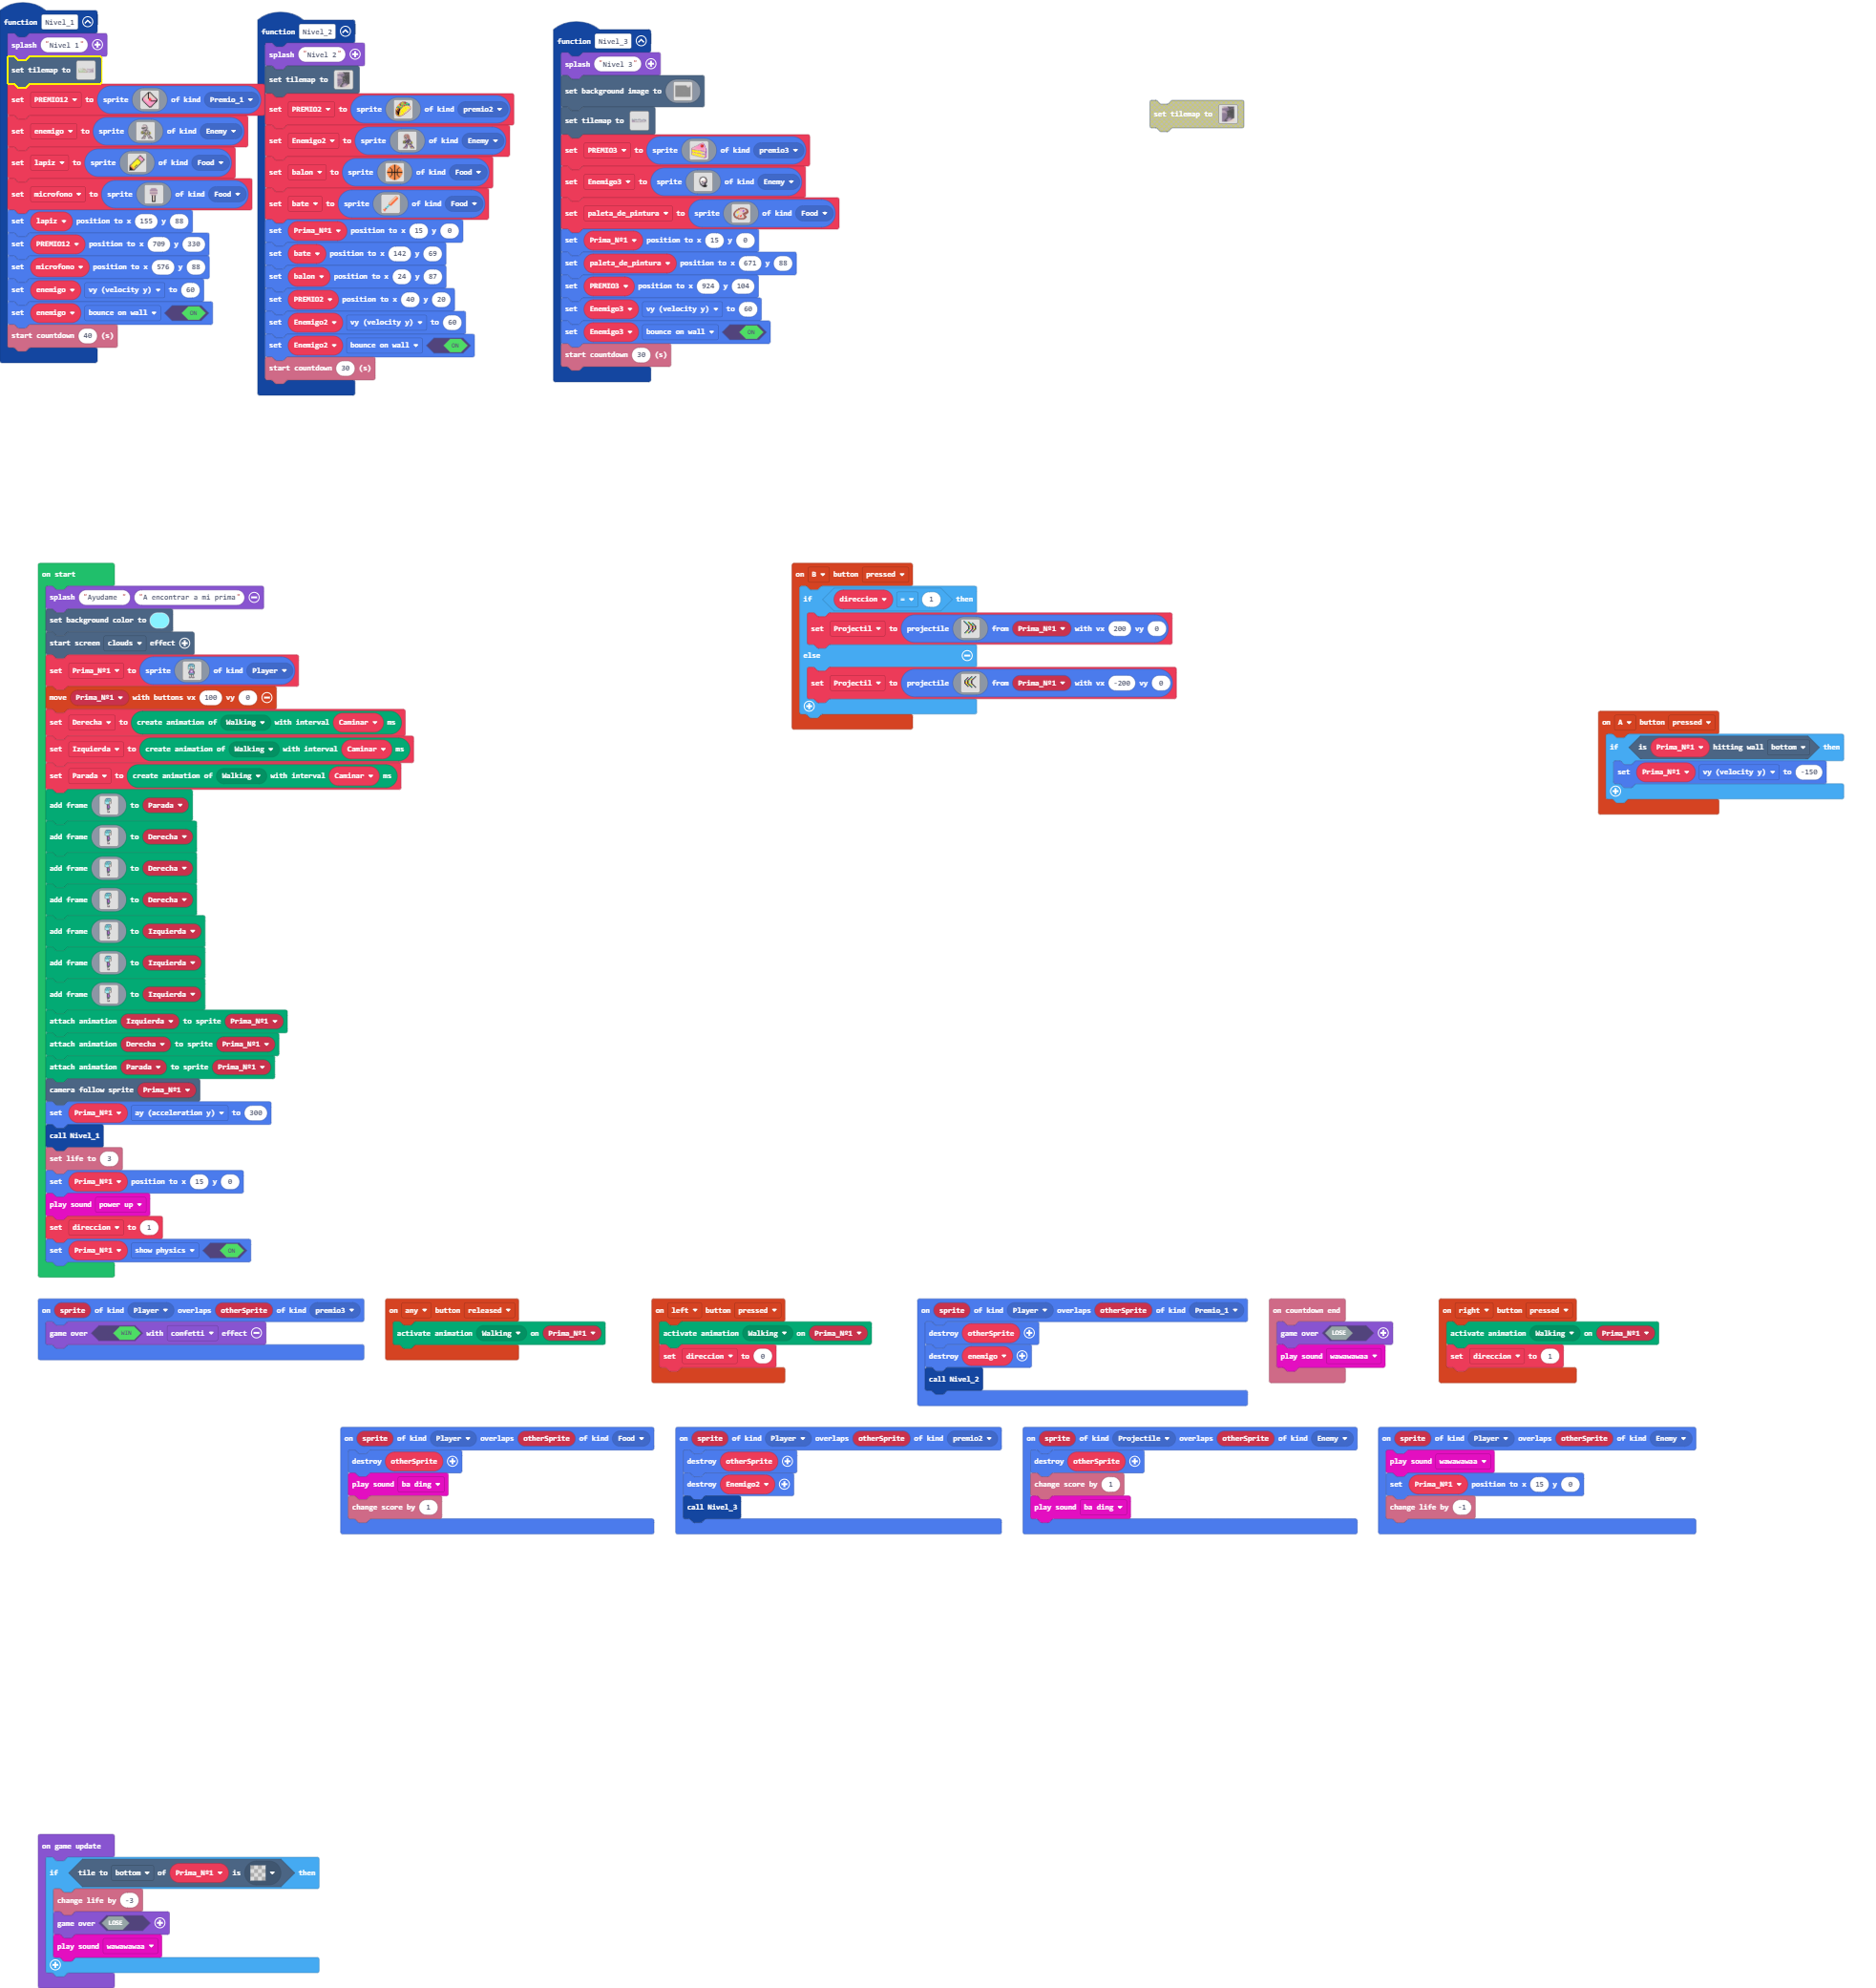 function Nivel_1
splash "Nivel 1"
set tilemap to
set PREMIO12 to sprite of kind Premio_1
set enemigo to sprite of kind Enemy
set lapiz to sprite of kind Food
set microfono to sprite of kind Food
set lapiz position to x 155 y 88
set PREMIO12 position to x 709 y 330
set microfono position to x 576 y 88
set enemigo vy (velocity y) to 60
set enemigo bounce on wall ON
start countdown 40 (s)
function Nivel_2
splash "Nivel 2"
set tilemap to
set PREMIO2 to sprite of kind premio2
set Enemigo2 to sprite of kind Enemy
set balon to sprite of kind Food
set bate to sprite of kind Food
set Prima_Nº1 position to x 15 y 0
set bate position to x 142 y 69
set balon position to x 24 y 87
set PREMIO2 position to x 40 y 20
set Enemigo2 vy (velocity y) to 60
set Enemigo2 bounce on wall ON
start countdown 30 (s)
function Nivel_3
splash "Nivel 3"
set background image to
set tilemap to
set PREMIO3 to sprite of kind premio3
set Enemigo3 to sprite of kind Enemy
set paleta_de_pintura to sprite of kind Food
set Prima_Nº1 position to x 15 y 0
set paleta_de_pintura position to x 671 y 88
set PREMIO3 position to x 924 y 104
set Enemigo3 vy (velocity y) to 60
set Enemigo3 bounce on wall ON
start countdown 30 (s)
set tilemap to
on start
splash "Ayudame " "A encontrar a mi prima"
set background color to
start screen clouds effect
set Prima_Nº1 to sprite of kind Player
move Prima_Nº1 with buttons vx 100 vy 0
set Derecha to create animation of Walking with interval Caminar ms
set Izquierda to create animation of Walking with interval Caminar ms
set Parada to create animation of Walking with interval Caminar ms
add frame to Parada
add frame to Derecha
add frame to Derecha
add frame to Derecha
add frame to Izquierda
add frame to Izquierda
add frame to Izquierda
attach animation Izquierda to sprite Prima_Nº1
attach animation Derecha to sprite Prima_Nº1
attach animation Parada to sprite Prima_Nº1
camera follow sprite Prima_Nº1
set Prima_Nº1 ay (acceleration y) to 300
call Nivel_1
set life to 3
set Prima_Nº1 position to x 15 y 0
play sound power up
set direccion to 1
set Prima_Nº1 show physics ON
on B button pressed
if direccion = 1 then
set Projectil to projectile from Prima_Nº1 with vx 200 vy 0
else
set Projectil to projectile from Prima_Nº1 with vx -200 vy 0
on A button pressed
if is Prima_Nº1 hitting wall bottom then
set Prima_Nº1 vy (velocity y) to -150
on sprite of kind Player overlaps otherSprite of kind premio3
game over WIN with confetti effect
on any button released
activate animation Walking on Prima_Nº1
on left button pressed
activate animation Walking on Prima_Nº1
set direccion to 0
on sprite of kind Player overlaps otherSprite of kind Premio_1
destroy otherSprite
destroy enemigo
call Nivel_2
on countdown end
game over LOSE
play sound wawawawaa
on right button pressed
activate animation Walking on Prima_Nº1
set direccion to 1
on sprite of kind Player overlaps otherSprite of kind Food
destroy otherSprite
play sound ba ding
change score by 1
on sprite of kind Player overlaps otherSprite of kind premio2
destroy otherSprite
destroy Enemigo2
call Nivel_3
on sprite of kind Projectile overlaps otherSprite of kind Enemy
destroy otherSprite
change score by 1
play sound ba ding
on sprite of kind Player overlaps otherSprite of kind Enemy
play sound wawawawaa
set Prima_Nº1 position to x 15 y 0
change life by -1
on game update
if tile to bottom of Prima_Nº1 is then
change life by -3
game over LOSE
play sound wawawawaa